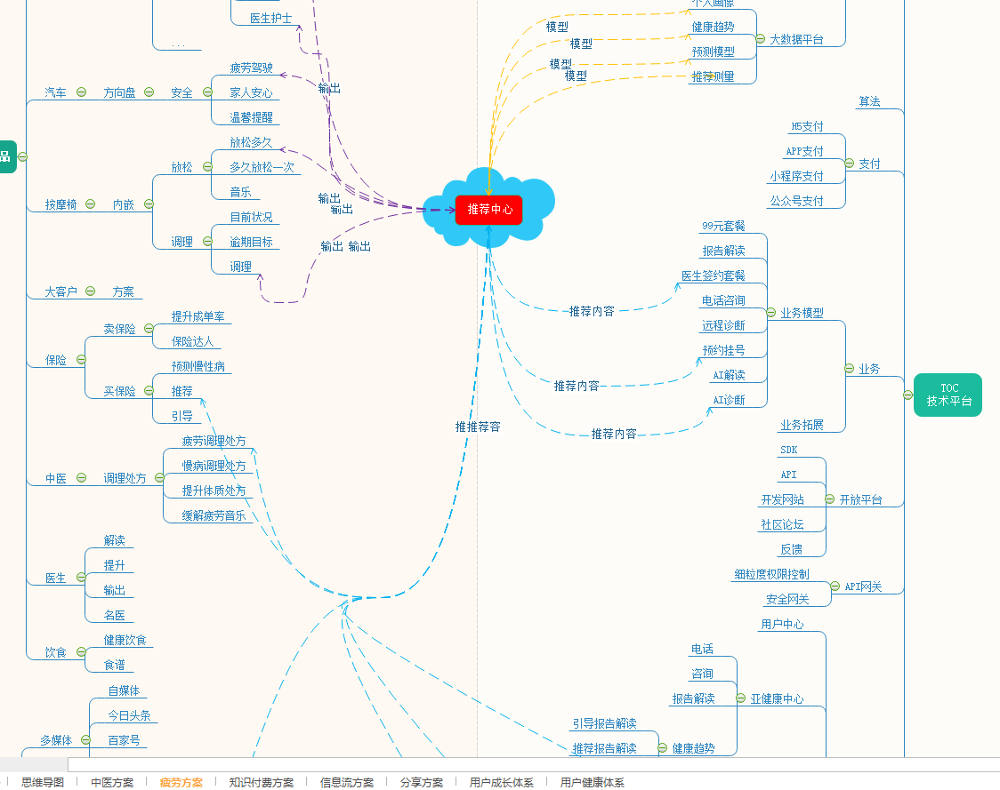 医生护士
...
汽车
方向盘
安全
疲劳驾驶
家人安心
温馨提醒
品
按摩椅
内嵌
放松
放松多久
多久放松一次
音乐
调理
目前状况
逾期目标
调理
大客户
方案
保险
卖保险
提升成单率
保险达人
买保险
预测慢性病
推荐
引导
中医
调理处方
疲劳调理处方
慢病调理处方
提升体质处方
缓解疲劳音乐
医生
解读
提升
输出
名医
饮食
健康饮食
食谱
多媒体
自媒体
今日头条
百家号
输出
输出
输出
输出 输出
推荐中心
模型
模型
模型
模型
个人画像
健康趋势
预测模型
推荐测量
大数据平台
算法
H5支付
APP支付
小程序支付
公众号支付
支付
99元套餐
报告解读
医生签约套餐
电话咨询
远程诊断
预约挂号
AI解读
AI诊断
业务模型
业务拓展
业务
推荐内容
推荐内容
推荐内容
推推荐容
TOC
技术平台
SDK
API
开发网站
社区论坛
反馈
开放平台
细粒度权限控制
安全网关
API网关
用户中心
电话
咨询
报告解读
亚健康中心
引导报告解读
推荐报告解读
健康趋势
思维导图
中医方案
疲劳方案
知识付费方案
信息流方案
分享方案
用户成长体系
用户健康体系